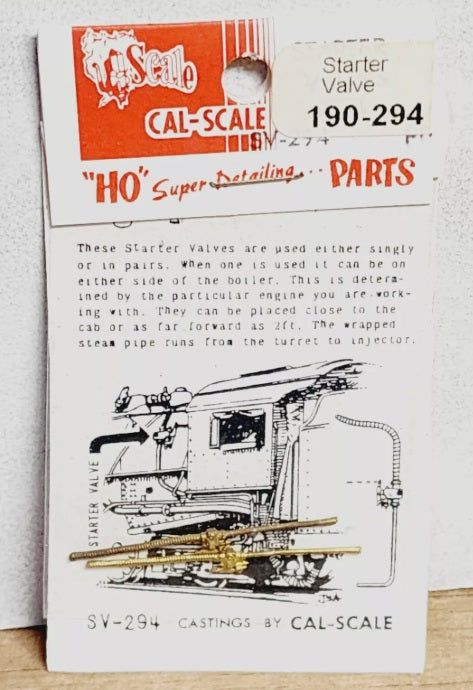 Scale
CAL-SCALE
STARTER
Starter
Valve
190-294
"HO" Super Detailing... PARTS
These Starter Valves are used either singly
or in pairs. When one is used it can be on
either side of the boiler. This is determ-
ined by the particular engine you are work-
ing with. They can be placed close to the
cab or as far forward as 2ft. The wrapped
steam pipe runs from the turret to injector.
STARTER VALVE
JSA
SV-294 CASTINGS BY CAL-SCALE